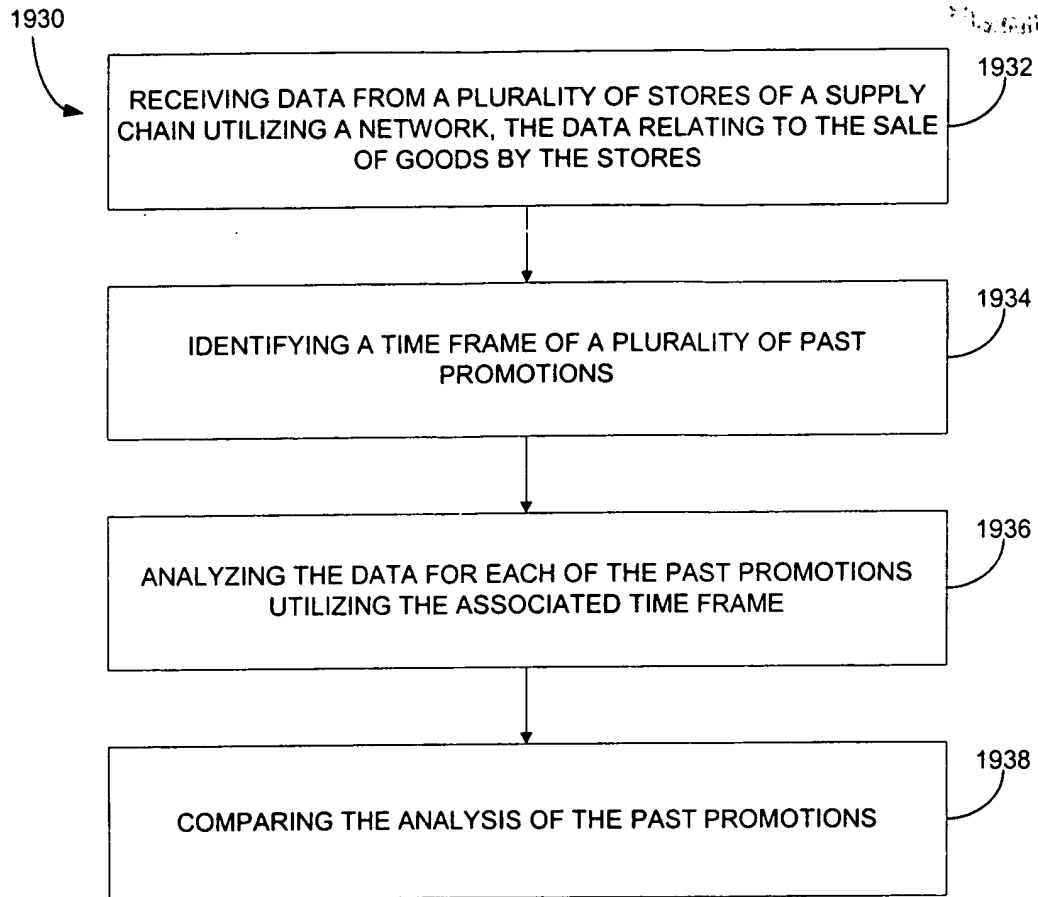 1930
1932
RECEIVING DATA FROM A PLURALITY OF STORES OF A SUPPLY
CHAIN UTILIZING A NETWORK, THE DATA RELATING TO THE SALE
OF GOODS BY THE STORES
1934
IDENTIFYING A TIME FRAME OF A PLURALITY OF PAST
PROMOTIONS
1936
ANALYZING THE DATA FOR EACH OF THE PAST PROMOTIONS
UTILIZING THE ASSOCIATED TIME FRAME
1938
COMPARING THE ANALYSIS OF THE PAST PROMOTIONS